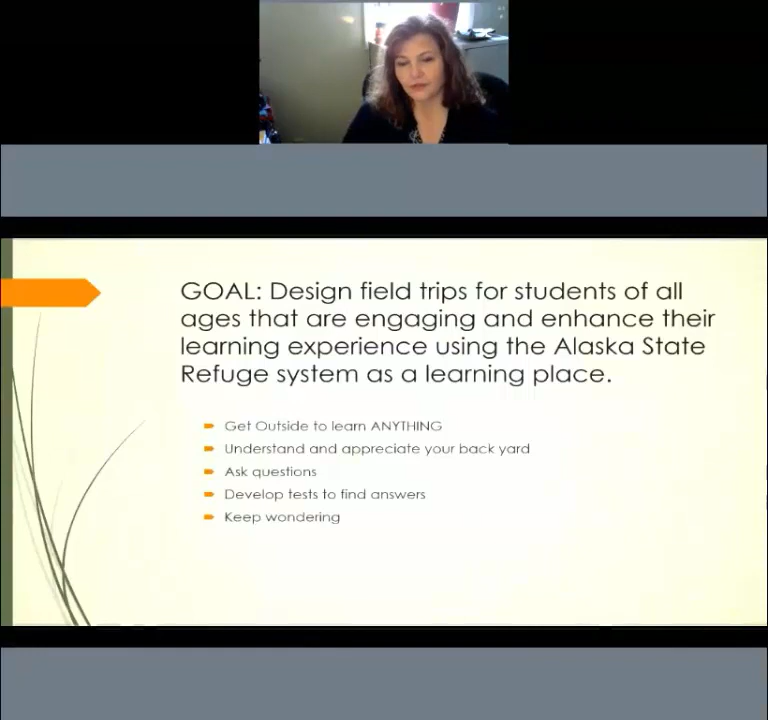 GOAL: Design field trips for students of all
ages that are engaging and enhance their
learning experience using the Alaska State
Refuge system as a learning place.
Get Outside to learn ANYTHING
Understand and appreciate your back yard
Ask questions
Develop tests to find answers
Keep wondering